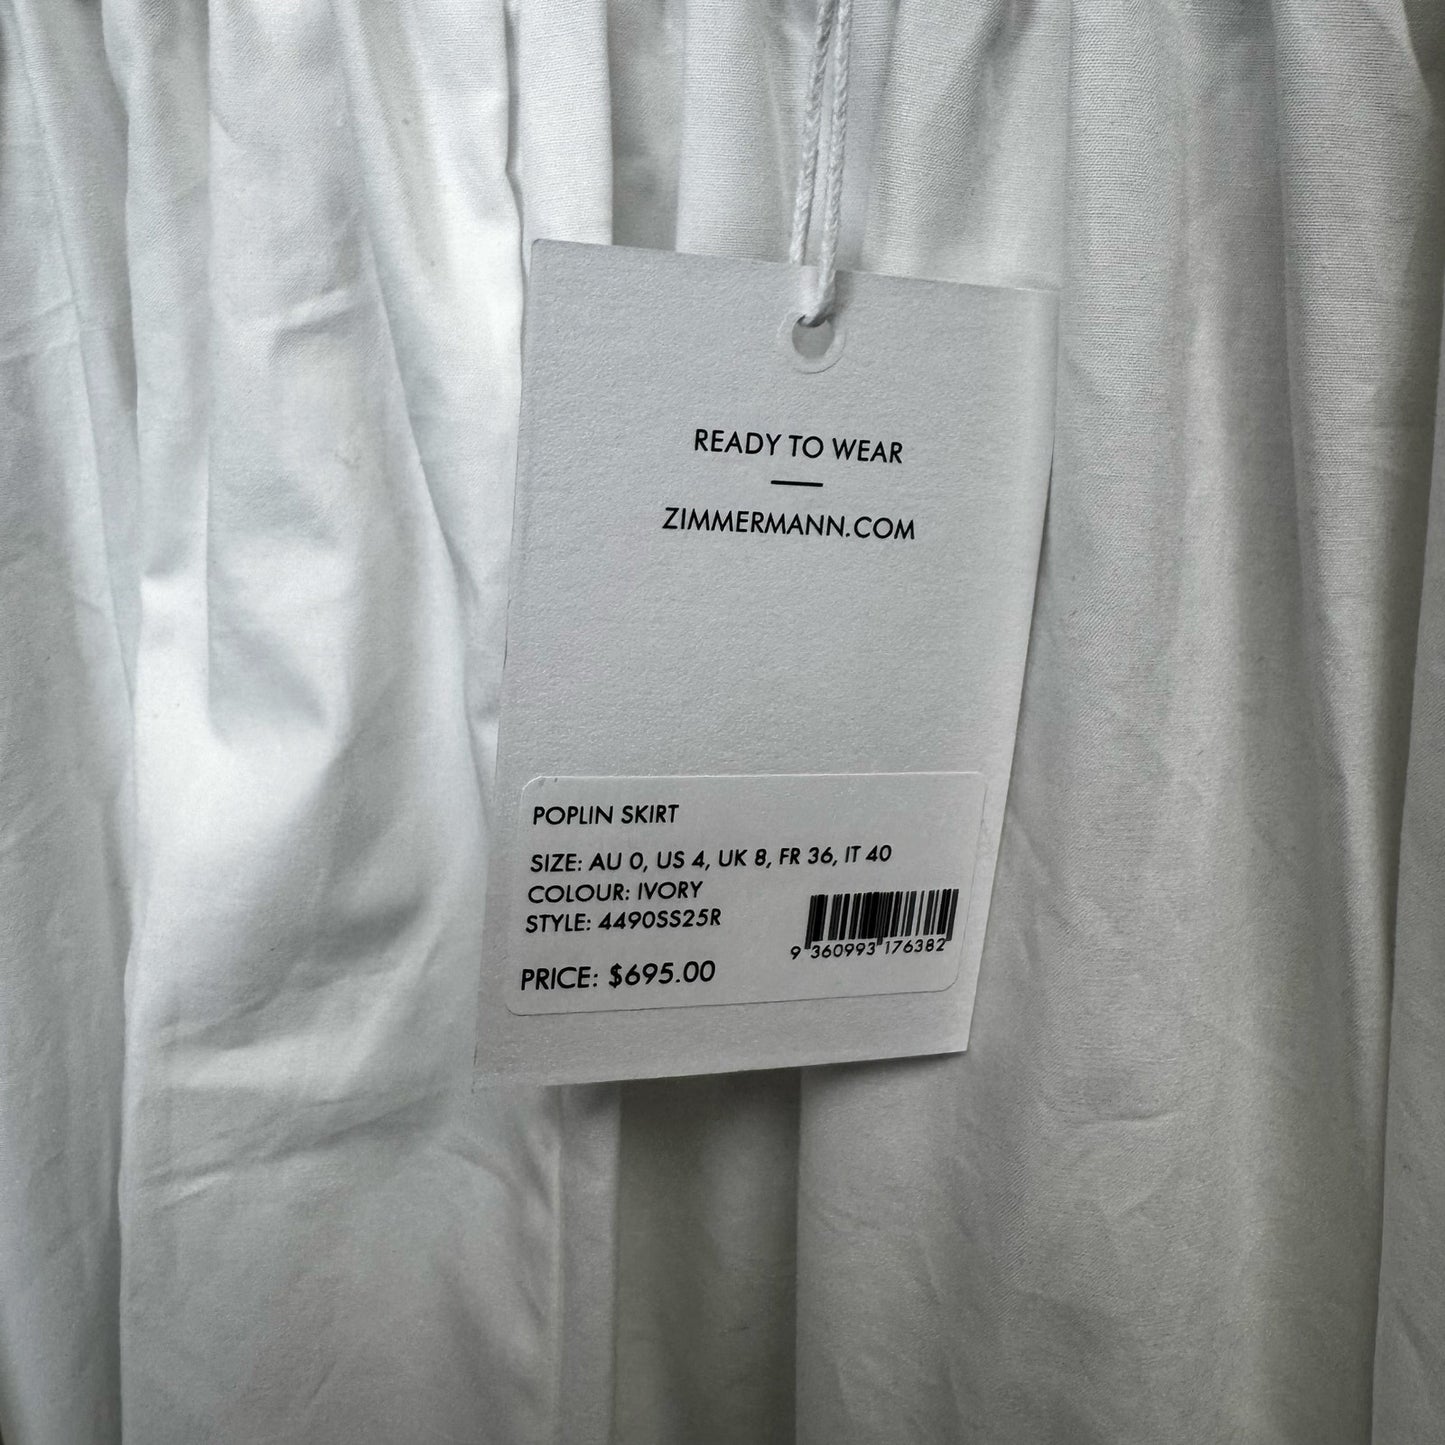 READY TO WEAR
ZIMMERMANN.COM
POPLIN SKIRT
SIZE: AU 0, US 4, UK 8, FR 36, IT 40
COLOUR: IVORY
STYLE: 4490SS25R
9 360993 176382
PRICE: $695.00